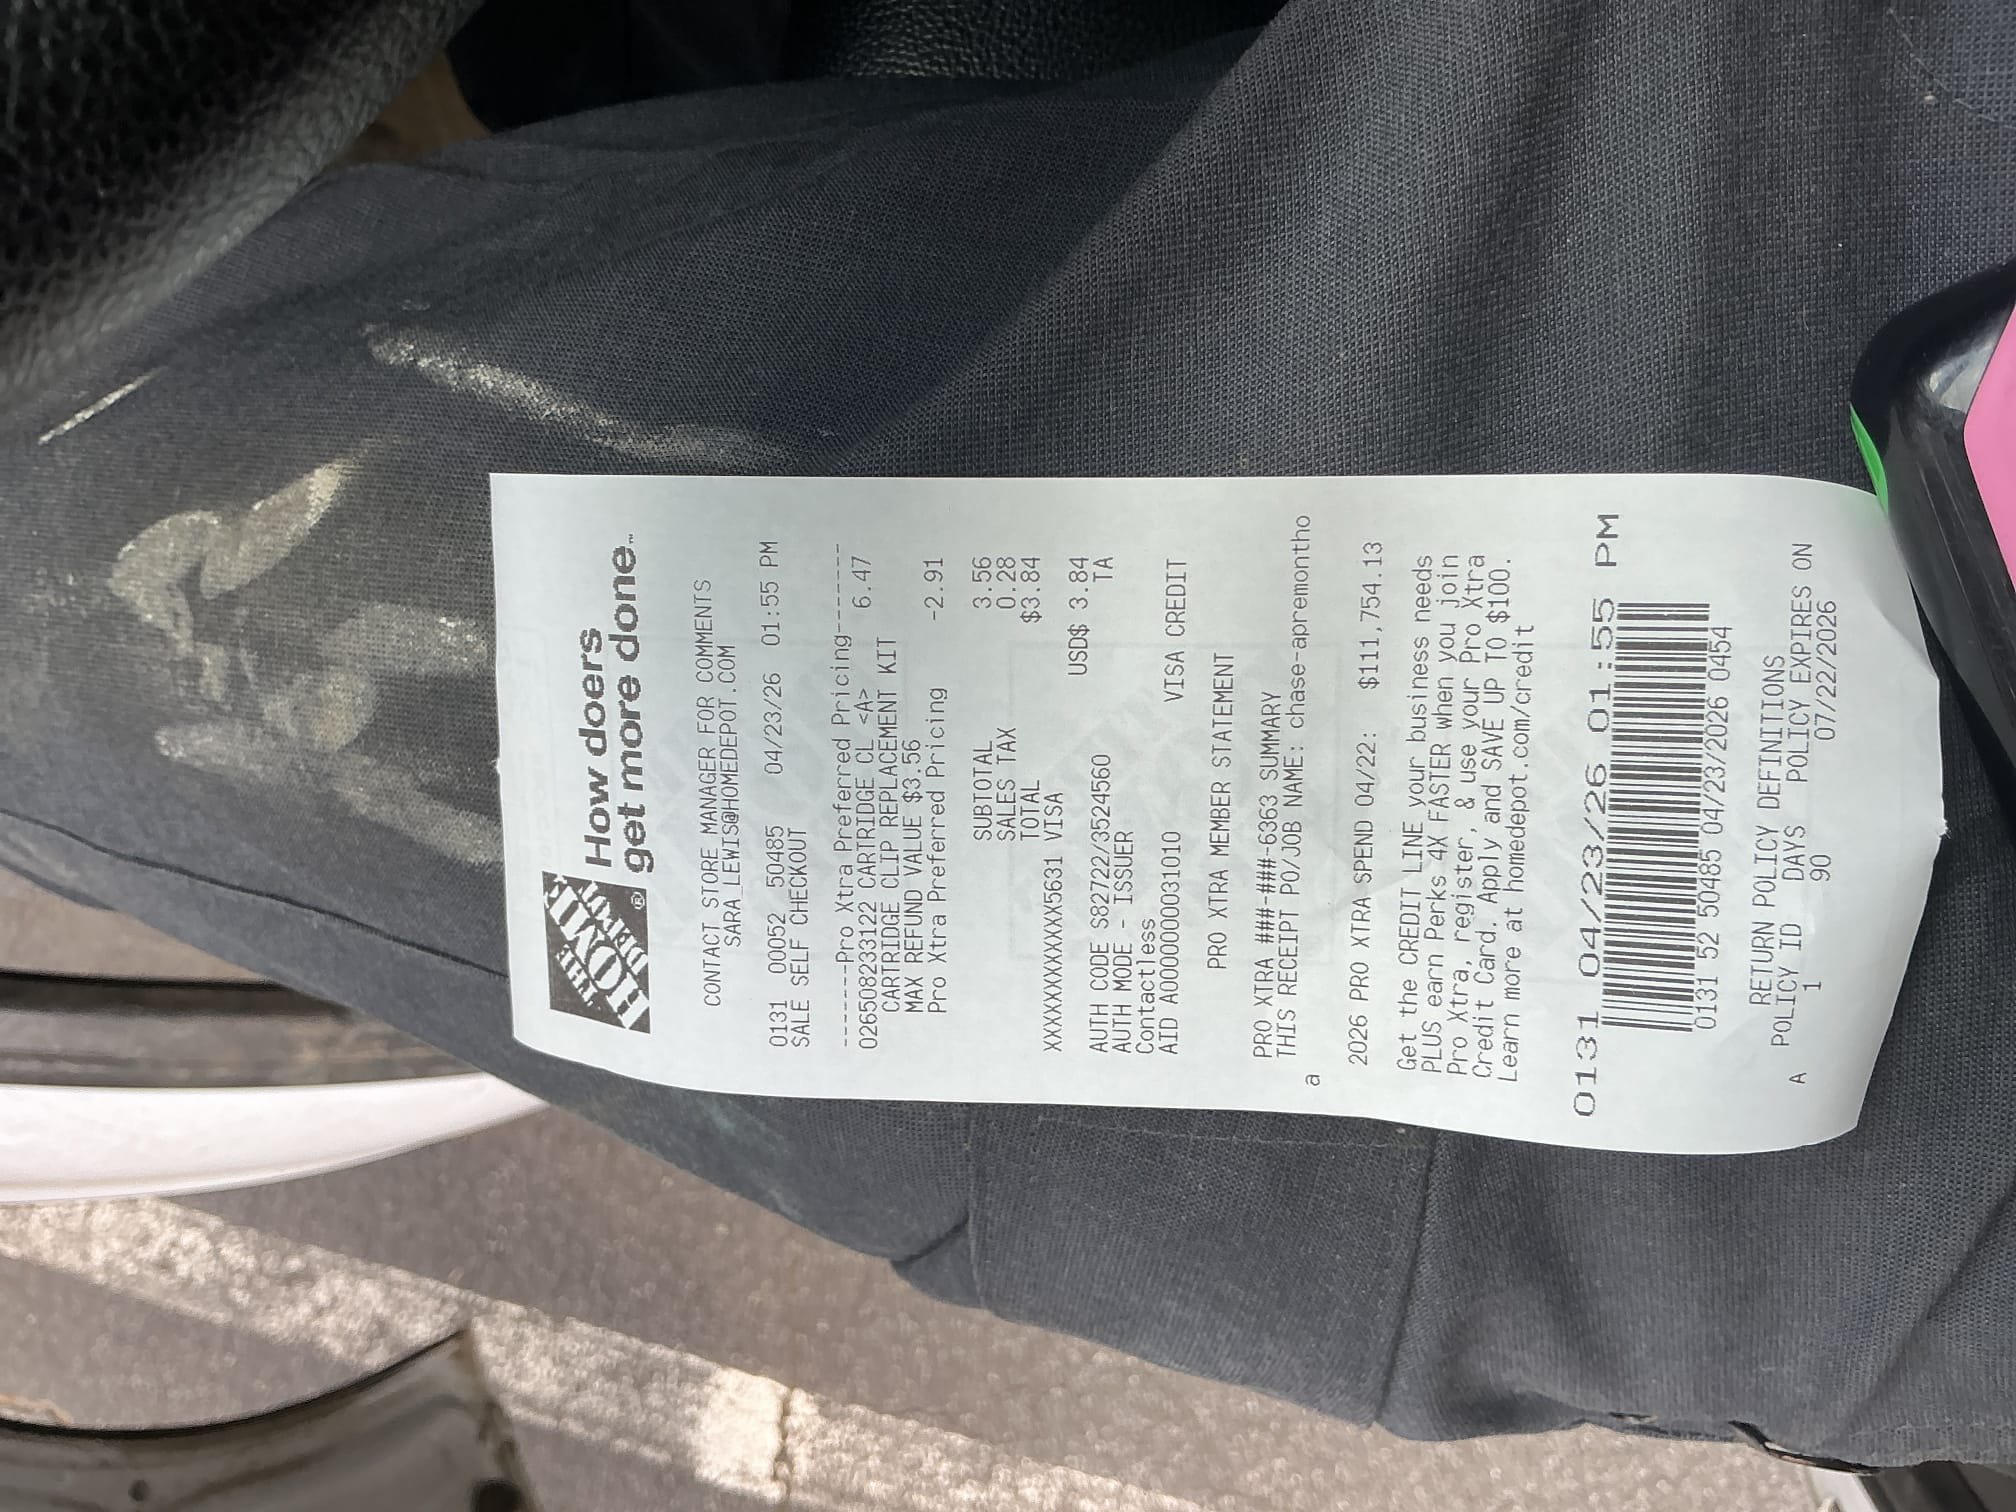 THE
HOME
DEPOT®
How doers
get more done.™
CONTACT STORE MANAGER FOR COMMENTS
SARA_LEWIS@HOMEDEPOT.COM
0131 00052 50485 04/23/26 01:55 PM
SALE SELF CHECKOUT
-------Pro Xtra Preferred Pricing-------
026508233122 CARTRIDGE CL <A> 6.47
CARTRIDGE CLIP REPLACEMENT KIT
MAX REFUND VALUE $3.56
Pro Xtra Preferred Pricing -2.91
SUBTOTAL 3.56
SALES TAX 0.28
TOTAL $3.84
XXXXXXXXXXXX5631 VISA
USD$ 3.84
AUTH CODE S82722/3524560 TA
AUTH MODE - ISSUER
Contactless
AID A0000000031010 VISA CREDIT
PRO XTRA MEMBER STATEMENT
PRO XTRA ###-###-6363 SUMMARY
THIS RECEIPT PO/JOB NAME: chase-apremontho
a
2026 PRO XTRA SPEND 04/22: $111,754.13
Get the CREDIT LINE your business needs
PLUS earn Perks 4X FASTER when you join
Pro Xtra, register, & use your Pro Xtra
Credit Card. Apply and SAVE UP TO $100.
Learn more at homedepot.com/credit
0131 04/23/26 01:55 PM
0131 52 50485 04/23/2026 0454
RETURN POLICY DEFINITIONS
POLICY ID DAYS POLICY EXPIRES ON
A 1 90 07/22/2026